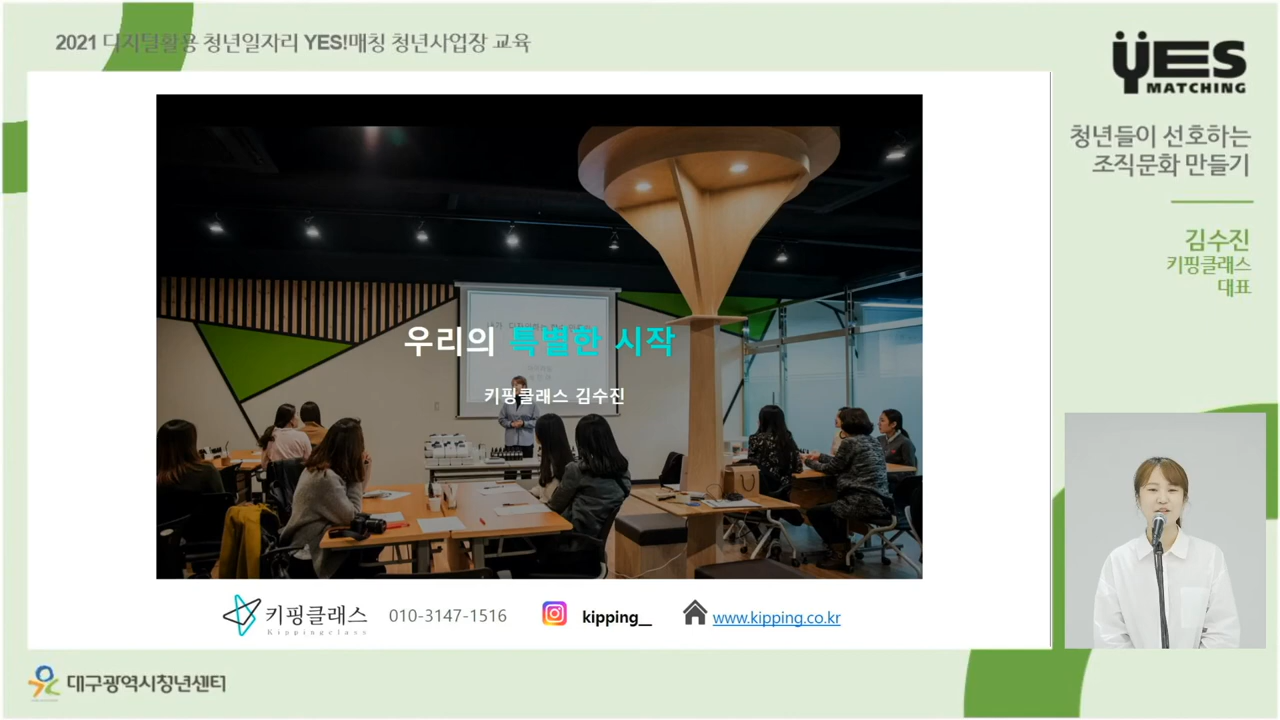 2021 디지털활용 청년일자리 YES!매칭 청년사업장 교육
YES
MATCHING
청년들이 선호하는
조직문화 만들기
김수진
키핑클래스
대표
우리의 특별한 시작
키핑클래스 김수진
키핑클래스
Kippingclass
010-3147-1516
kipping__
www.kipping.co.kr
대구광역시청년센터